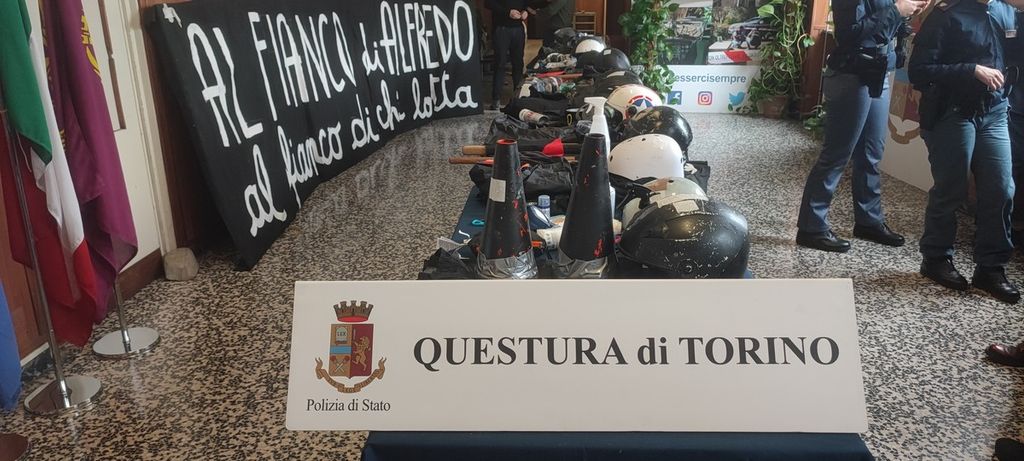 AL FIANCO di ALFREDO
al fianco di chi lotta
essercisempre
QUESTURA di TORINO
Polizia di Stato